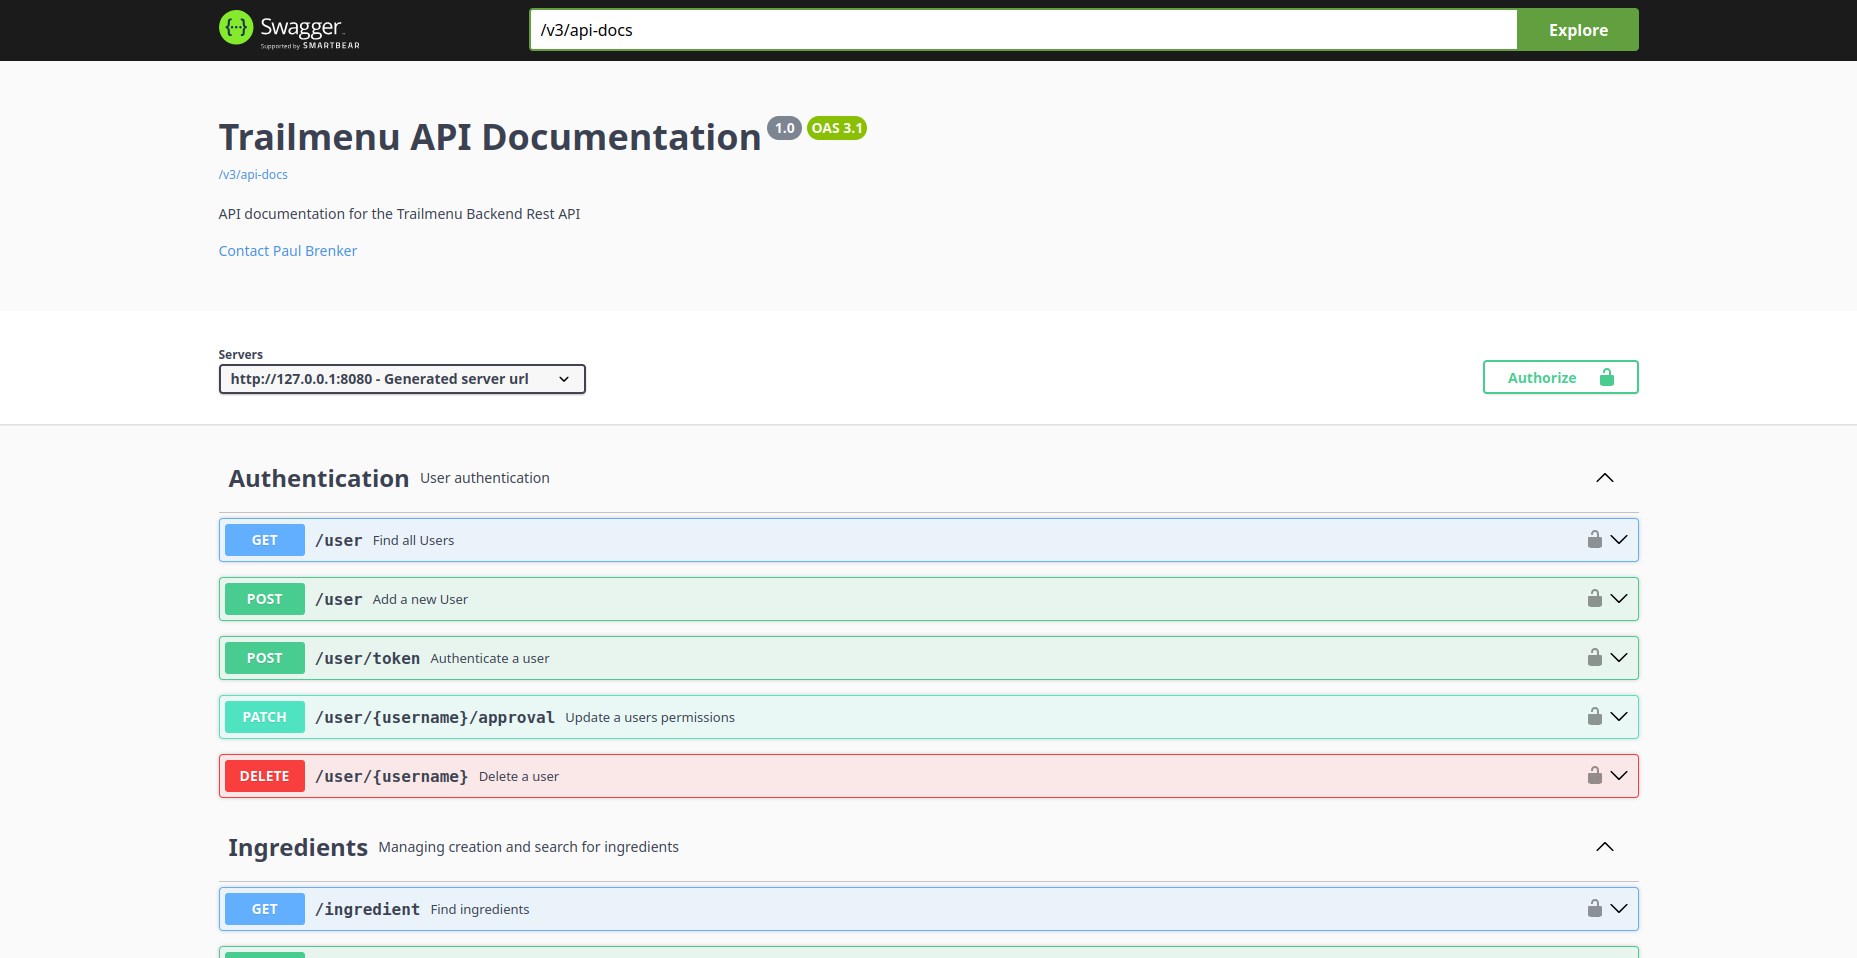 Swagger
Supported by SMARTBEAR
/v3/api-docs
Explore
Trailmenu API Documentation 1.0 OAS 3.1
/v3/api-docs
API documentation for the Trailmenu Backend Rest API
Contact Paul Brenker
Servers
http://127.0.0.1:8080 - Generated server url
Authorize
Authentication User authentication
GET /user Find all Users
POST /user Add a new User
POST /user/token Authenticate a user
PATCH /user/{username}/approval Update a users permissions
DELETE /user/{username} Delete a user
Ingredients Managing creation and search for ingredients
GET /ingredient Find ingredients